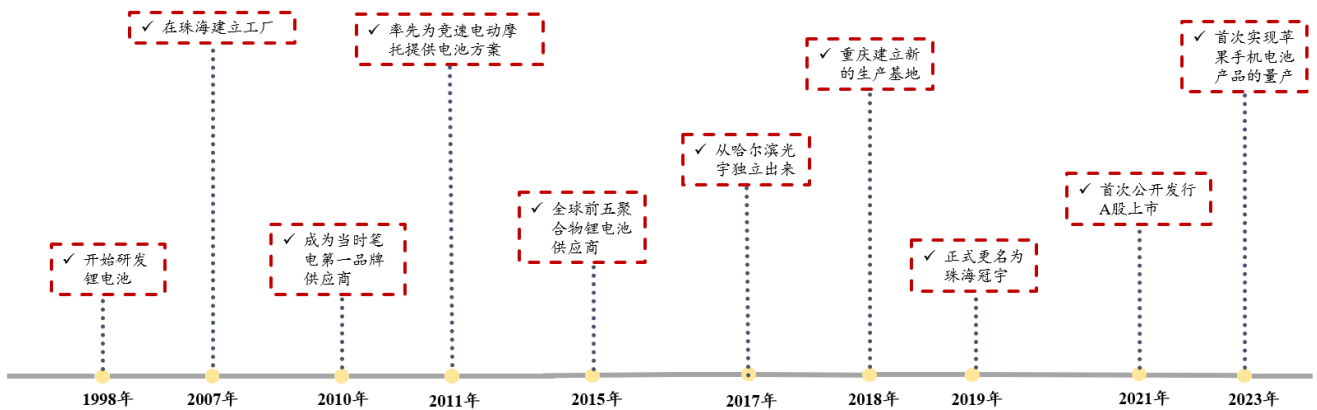 ✓ 开始研发
锂电池
1998年
✓ 在珠海建立工厂
2007年
✓ 成为当时笔
电第一品牌
供应商
2010年
✓ 率先为竞速电动摩
托提供电池方案
2011年
✓ 全球前五聚
合物锂电池
供应商
2015年
✓ 从哈尔滨光
宇独立出来
2017年
✓ 重庆建立新
的生产基地
2018年
✓ 正式更名为
珠海冠宇
2019年
✓ 首次公开发行
A股上市
2021年
✓ 首次实现苹
果手机电池
产品的量产
2023年